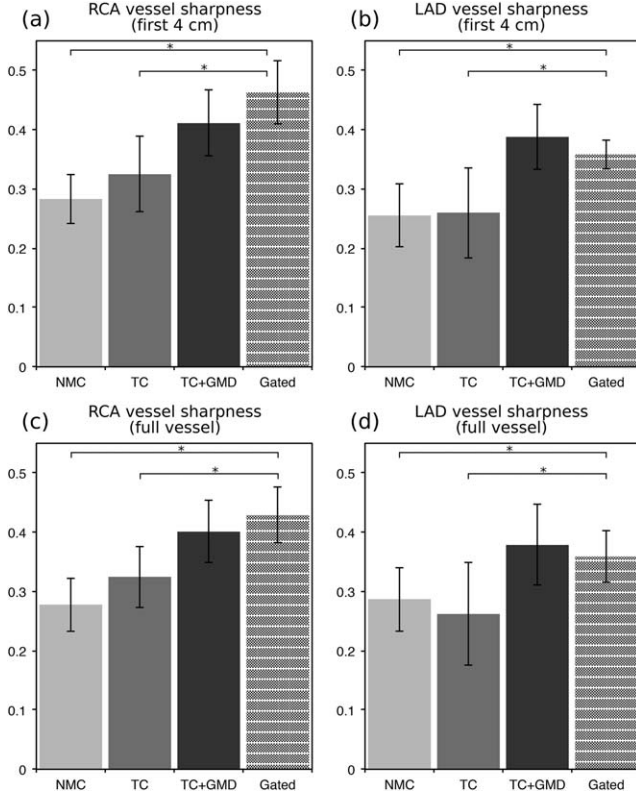 (a)
RCA vessel sharpness
(first 4 cm)
*
*
0.5
0.4
0.3
0.2
0.1
0
NMC TC TC+GMD Gated
(b)
LAD vessel sharpness
(first 4 cm)
*
*
0.5
0.4
0.3
0.2
0.1
0
NMC TC TC+GMD Gated
(c)
RCA vessel sharpness
(full vessel)
*
*
0.5
0.4
0.3
0.2
0.1
0
NMC TC TC+GMD Gated
(d)
LAD vessel sharpness
(full vessel)
*
*
0.5
0.4
0.3
0.2
0.1
0
NMC TC TC+GMD Gated